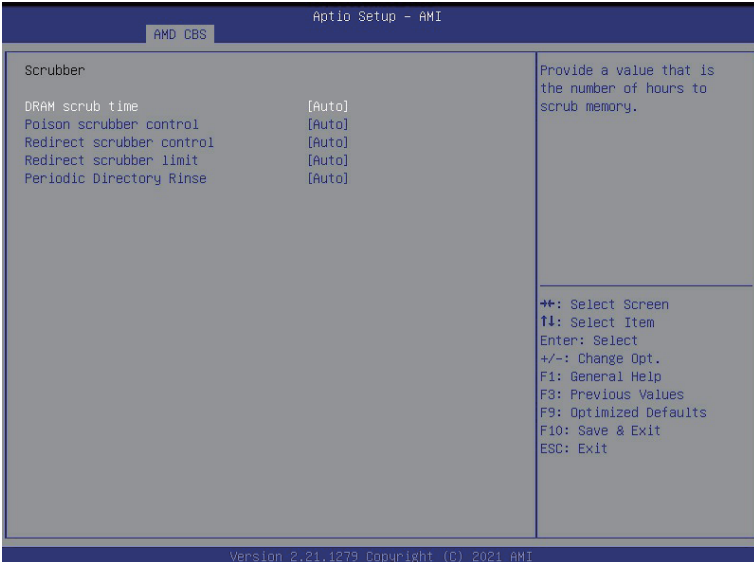 Aptio Setup – AMI
AMD CBS
Scrubber
DRAM scrub time [Auto]
Poison scrubber control [Auto]
Redirect scrubber control [Auto]
Redirect scrubber limit [Auto]
Periodic Directory Rinse [Auto]
Provide a value that is
the number of hours to
scrub memory.
→←: Select Screen
↑↓: Select Item
Enter: Select
+/-: Change Opt.
F1: General Help
F3: Previous Values
F9: Optimized Defaults
F10: Save & Exit
ESC: Exit
Version 2.21.1279 Copyright (C) 2021 AMI